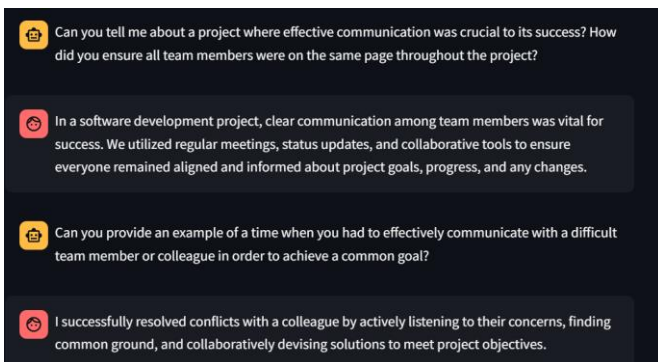 Can you tell me about a project where effective communication was crucial to its success? How
did you ensure all team members were on the same page throughout the project?
In a software development project, clear communication among team members was vital for
success. We utilized regular meetings, status updates, and collaborative tools to ensure
everyone remained aligned and informed about project goals, progress, and any changes.
Can you provide an example of a time when you had to effectively communicate with a difficult
team member or colleague in order to achieve a common goal?
I successfully resolved conflicts with a colleague by actively listening to their concerns, finding
common ground, and collaboratively devising solutions to meet project objectives.